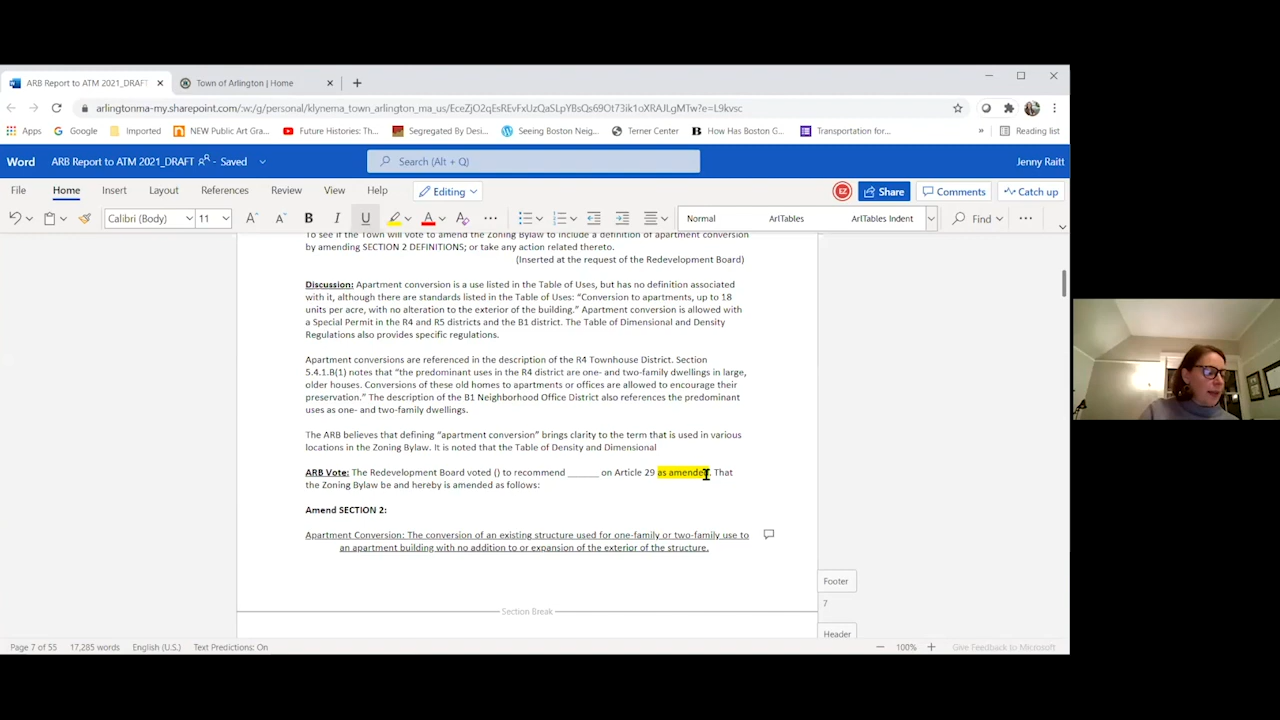 ARB Report to ATM 2021_DRAFT
Town of Arlington | Home
arlingtonma-my.sharepoint.com/:w:/g/personal/klynema_town_arlington_ma_us/EceZjO2qEsREvFxUzQaSLpYBsQs69Ot73ik1oXRAJLgMTw?e=L9kvsc
Apps Google Imported NEW Public Art Gra... Future Histories: Th... Segregated By Desi... Seeing Boston Neig... Terner Center How Has Boston G... Transportation for... » Reading list
Word ARB Report to ATM 2021_DRAFT - Saved Search (Alt + Q) Jenny Raitt
File Home Insert Layout References Review View Help Editing EZ Share Comments Catch up
Calibri (Body) 11 B I U A Normal ArlTables ArlTables Indent Find
To see if the Town will vote to amend the Zoning Bylaw to include a definition of apartment conversion
by amending SECTION 2 DEFINITIONS; or take any action related thereto.
(Inserted at the request of the Redevelopment Board)
Discussion: Apartment conversion is a use listed in the Table of Uses, but has no definition associated
with it, although there are standards listed in the Table of Uses: “Conversion to apartments, up to 18
units per acre, with no alteration to the exterior of the building.” Apartment conversion is allowed with
a Special Permit in the R4 and R5 districts and the B1 district. The Table of Dimensional and Density
Regulations also provides specific regulations.
Apartment conversions are referenced in the description of the R4 Townhouse District. Section
5.4.1.B(1) notes that “the predominant uses in the R4 district are one- and two-family dwellings in large,
older houses. Conversions of these old homes to apartments or offices are allowed to encourage their
preservation.” The description of the B1 Neighborhood Office District also references the predominant
uses as one- and two-family dwellings.
The ARB believes that defining “apartment conversion” brings clarity to the term that is used in various
locations in the Zoning Bylaw. It is noted that the Table of Density and Dimensional
ARB Vote: The Redevelopment Board voted () to recommend ______ on Article 29 as amended. That
the Zoning Bylaw be and hereby is amended as follows:
Amend SECTION 2:
Apartment Conversion: The conversion of an existing structure used for one-family or two-family use to
an apartment building with no addition to or expansion of the exterior of the structure.
Footer
7
Section Break
Header
Page 7 of 55 17,285 words English (U.S.) Text Predictions: On 100% Give Feedback to Microsoft